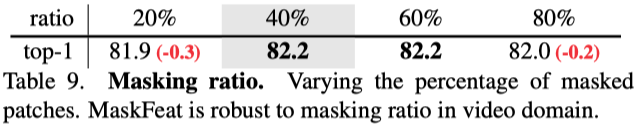 ratio 20% 40% 60% 80%
top-1 81.9 (-0.3) 82.2 82.2 82.0 (-0.2)
Table 9. Masking ratio. Varying the percentage of masked
patches. MaskFeat is robust to masking ratio in video domain.